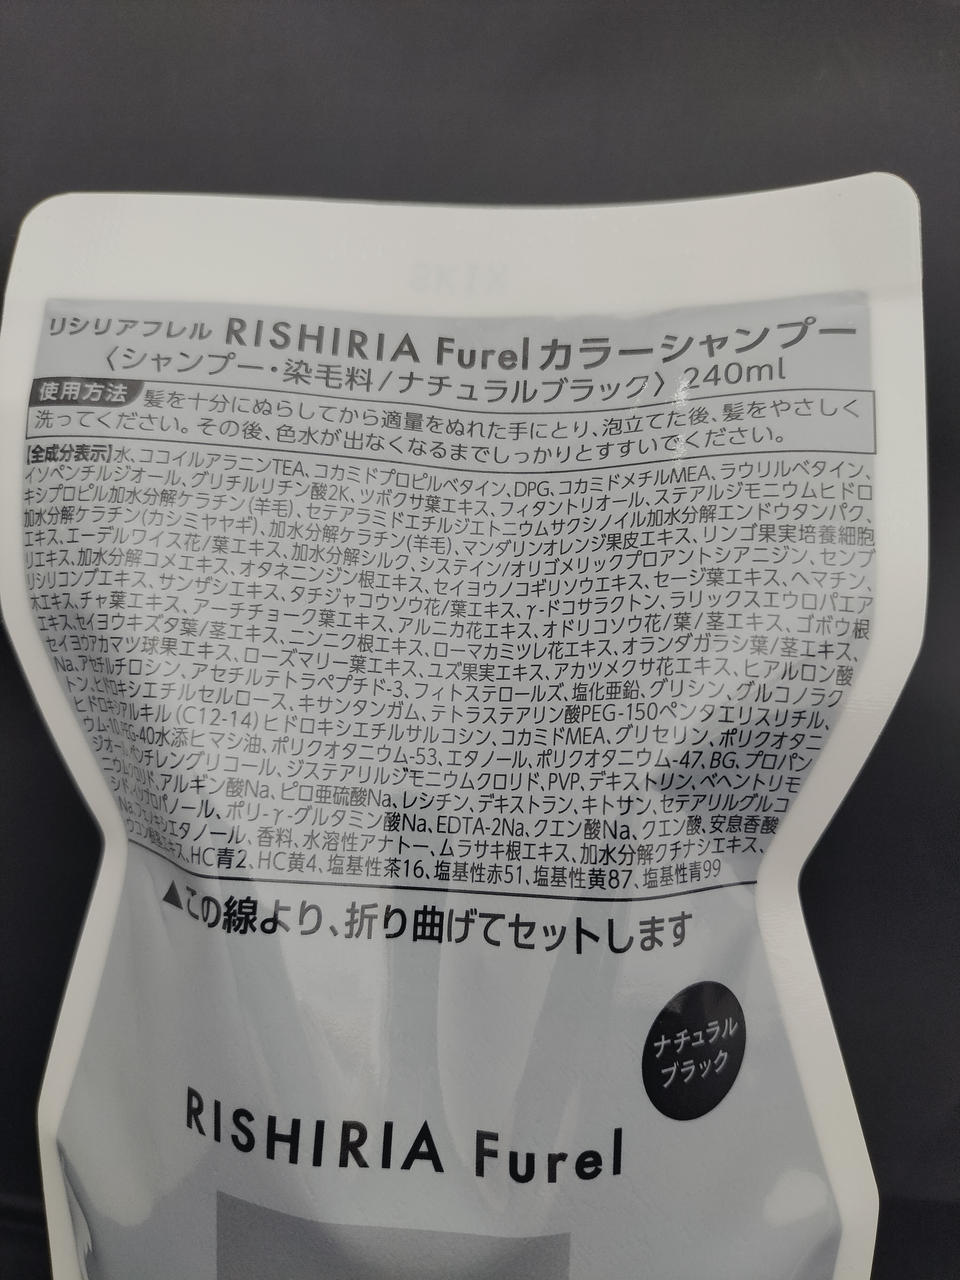 リシリアフレル RISHIRIA Furel カラーシャンプー
〈シャンプー・染毛料/ナチュラルブラック〉 240ml
使用方法 髪を十分にぬらしてから適量をぬれた手にとり、泡立てた後、髪をやさしく
洗ってください。その後、色水が出なくなるまでしっかりとすすいでください。
【全成分表示】水、ココイルアラニンTEA、コカミドプロピルベタイン、DPG、コカミドメチルMEA、ラウリルベタイン、
イソペンチルジオール、グリチルリチン酸2K、ツボクサ葉エキス、フィタントリオール、ステアルジモニウムヒドロ
キシプロピル加水分解ケラチン(羊毛)、セテアラミドエチルジエトニウムサクシノイル加水分解エンドウタンパク、
加水分解ケラチン(カシミヤヤギ)、加水分解ケラチン(羊毛)、マンダリンオレンジ果皮エキス、リンゴ果実培養細胞
エキス、エーデルワイス花/葉エキス、加水分解シルク、システイン/オリゴメリックプロアントシアニジン、センブ
リエキス、加水分解コメエキス、オタネニンジン根エキス、セイヨウノコギリソウエキス、セージ葉エキス、ヘマチン、
リシリコンブエキス、サンザシエキス、タチジャコウソウ花/葉エキス、γ-ドコサラクトン、ラリックスエウロパエア
木エキス、チャ葉エキス、アーチチョーク葉エキス、アルニカ花エキス、オドリコソウ花/葉/茎エキス、ゴボウ根
エキス、セイヨウキズタ葉/茎エキス、ニンニク根エキス、ローマカミツレ花エキス、オランダガラシ葉/茎エキス、
セイヨウアカマツ球果エキス、ローズマリー葉エキス、ユズ果実エキス、アカツメクサ花エキス、ヒアルロン酸
Na、アセチルチロシン、アセチルテトラペプチド-3、フィトステロールズ、塩化亜鉛、グリシン、グルコノラク
トン、ヒドロキシエチルセルロース、キサンタンガム、テトラステアリン酸PEG-150ペンタエリスリチル、
ヒドロキシアルキル(C12-14)ヒドロキシエチルサルコシン、コカミドMEA、グリセリン、ポリクオタニ
ウム-10、PEG-40水添ヒマシ油、ポリクオタニウム-53、エタノール、ポリクオタニウム-47、BG、プロパン
ジオール、ペンチレングリコール、ジステアリルジモニウムクロリド、PVP、デキストリン、ベヘントリモ
ニウムクロリド、アルギン酸Na、ピロ亜硫酸Na、レシチン、デキストラン、キトサン、セテアリルグルコ
シド、イソプロパノール、ポリ-γ-グルタミン酸Na、EDTA-2Na、クエン酸Na、クエン酸、安息香酸
Na、フェノキシエタノール、香料、水溶性アナトー、ムラサキ根エキス、加水分解クチナシエキス、
ウコン根茎エキス、HC青2、HC黄4、塩基性茶16、塩基性赤51、塩基性黄87、塩基性青99
▲この線より、折り曲げてセットします
ナチュラル
ブラック
RISHIRIA Furel